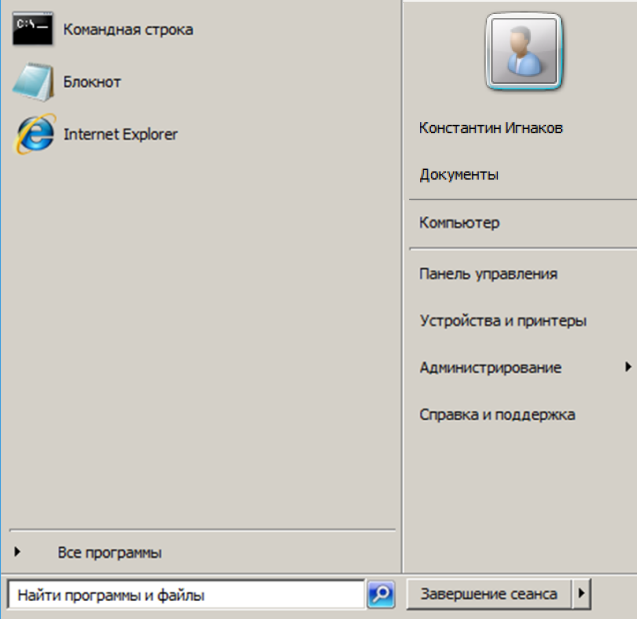 C:\_
Командная строка
Блокнот
Internet Explorer
Константин Игнаков
Документы
Компьютер
Панель управления
Устройства и принтеры
Администрирование
Справка и поддержка
Все программы
Найти программы и файлы
Завершение сеанса